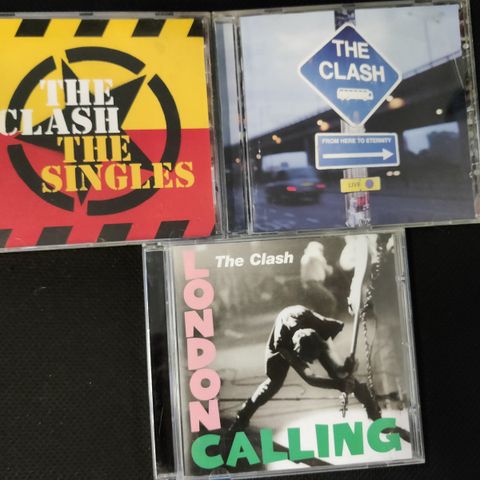 THE
CLASH
THE
SINGLES
THE
CLASH
FROM HERE TO ETERNITY
LIVE
The Clash
LONDON
CALLING